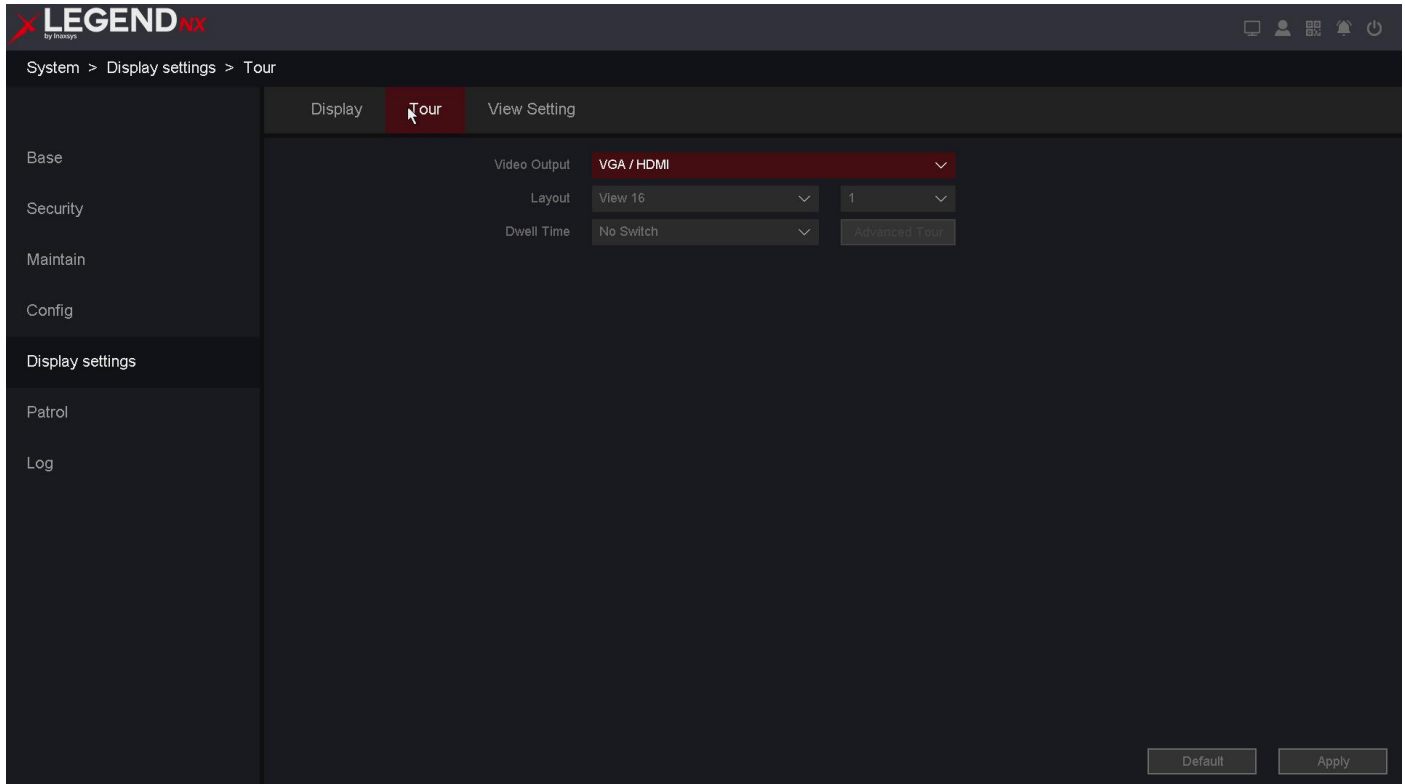 LEGEND NX
by Inaxsys
System > Display settings > Tour
Display Tour View Setting
Base
Security
Maintain
Config
Display settings
Patrol
Log
Video Output VGA / HDMI
Layout View 16 1
Dwell Time No Switch Advanced Tour
Default Apply